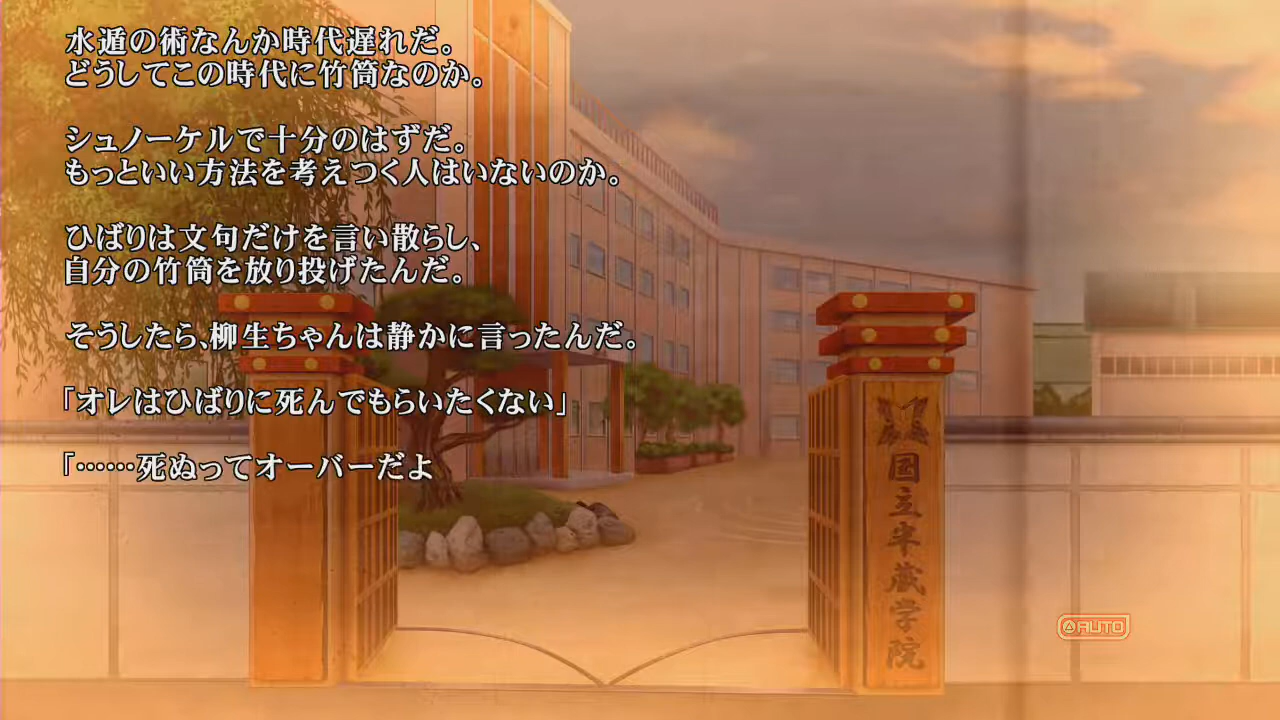 水遁の術なんか時代遅れだ。
どうしてこの時代に竹筒なのか。
シュノーケルで十分のはずだ。
もっといい方法を考えつく人はいないのか。
ひばりは文句だけを言い散らし、
自分の竹筒を放り投げたんだ。
そうしたら、柳生ちゃんは静かに言ったんだ。
「オレはひばりに死んでもらいたくない」
「……死ぬってオーバーだよ
国立半蔵学院
AUTO